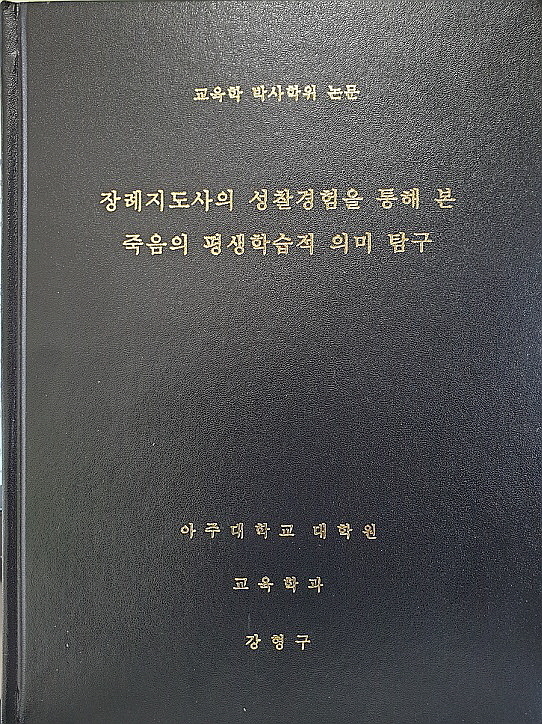 교육학 박사학위 논문
장례지도사의 성찰경험을 통해 본
죽음의 평생학습적 의미 탐구
아주대학교 대학원
교육학과
강형구